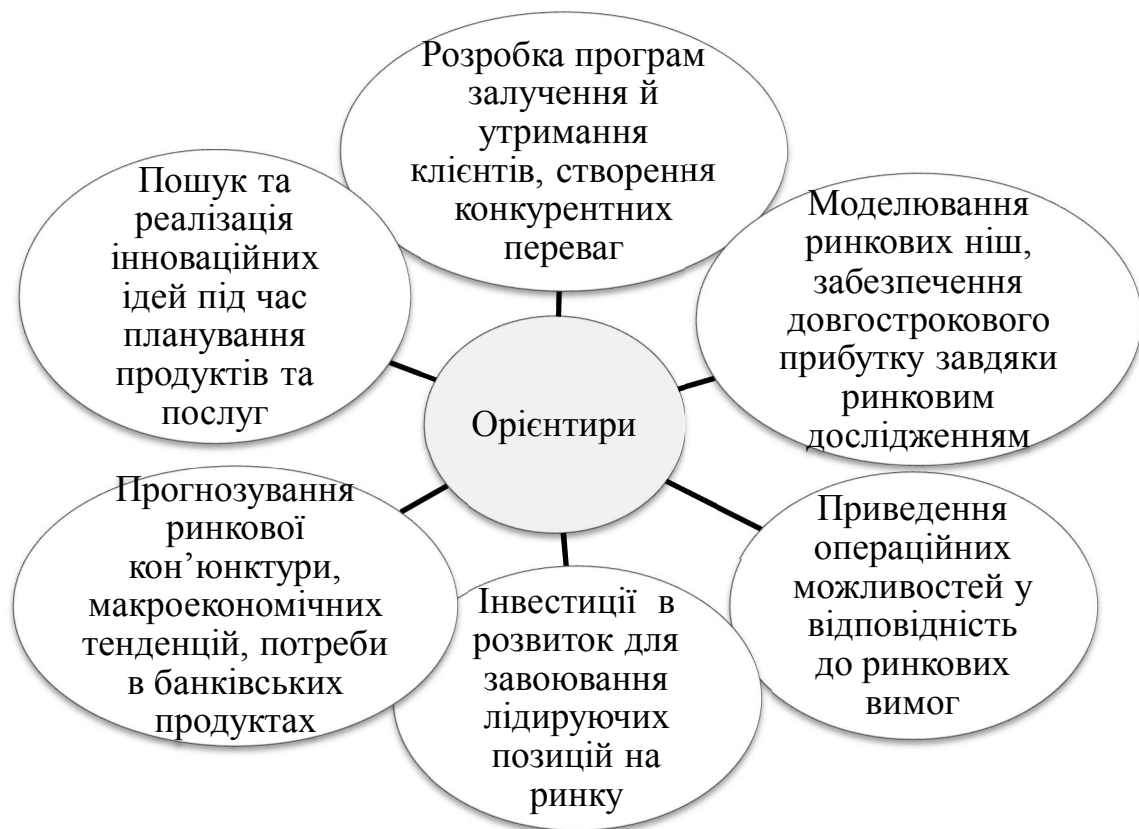 Розробка програм
залучення й
утримання
клієнтів, створення
конкурентних
переваг
Пошук та
реалізація
інноваційних
ідей під час
планування
продуктів та
послуг
Моделювання
ринкових ніш,
забезпечення
довгострокового
прибутку завдяки
ринковим
дослідженням
Орієнтири
Прогнозування
ринкової
кон’юнктури,
макроекономічних
тенденцій, потреби
в банківських
продуктах
Інвестиції в
розвиток для
завоювання
лідируючих
позицій на
ринку
Приведення
операційних
можливостей у
відповідність
до ринкових
вимог